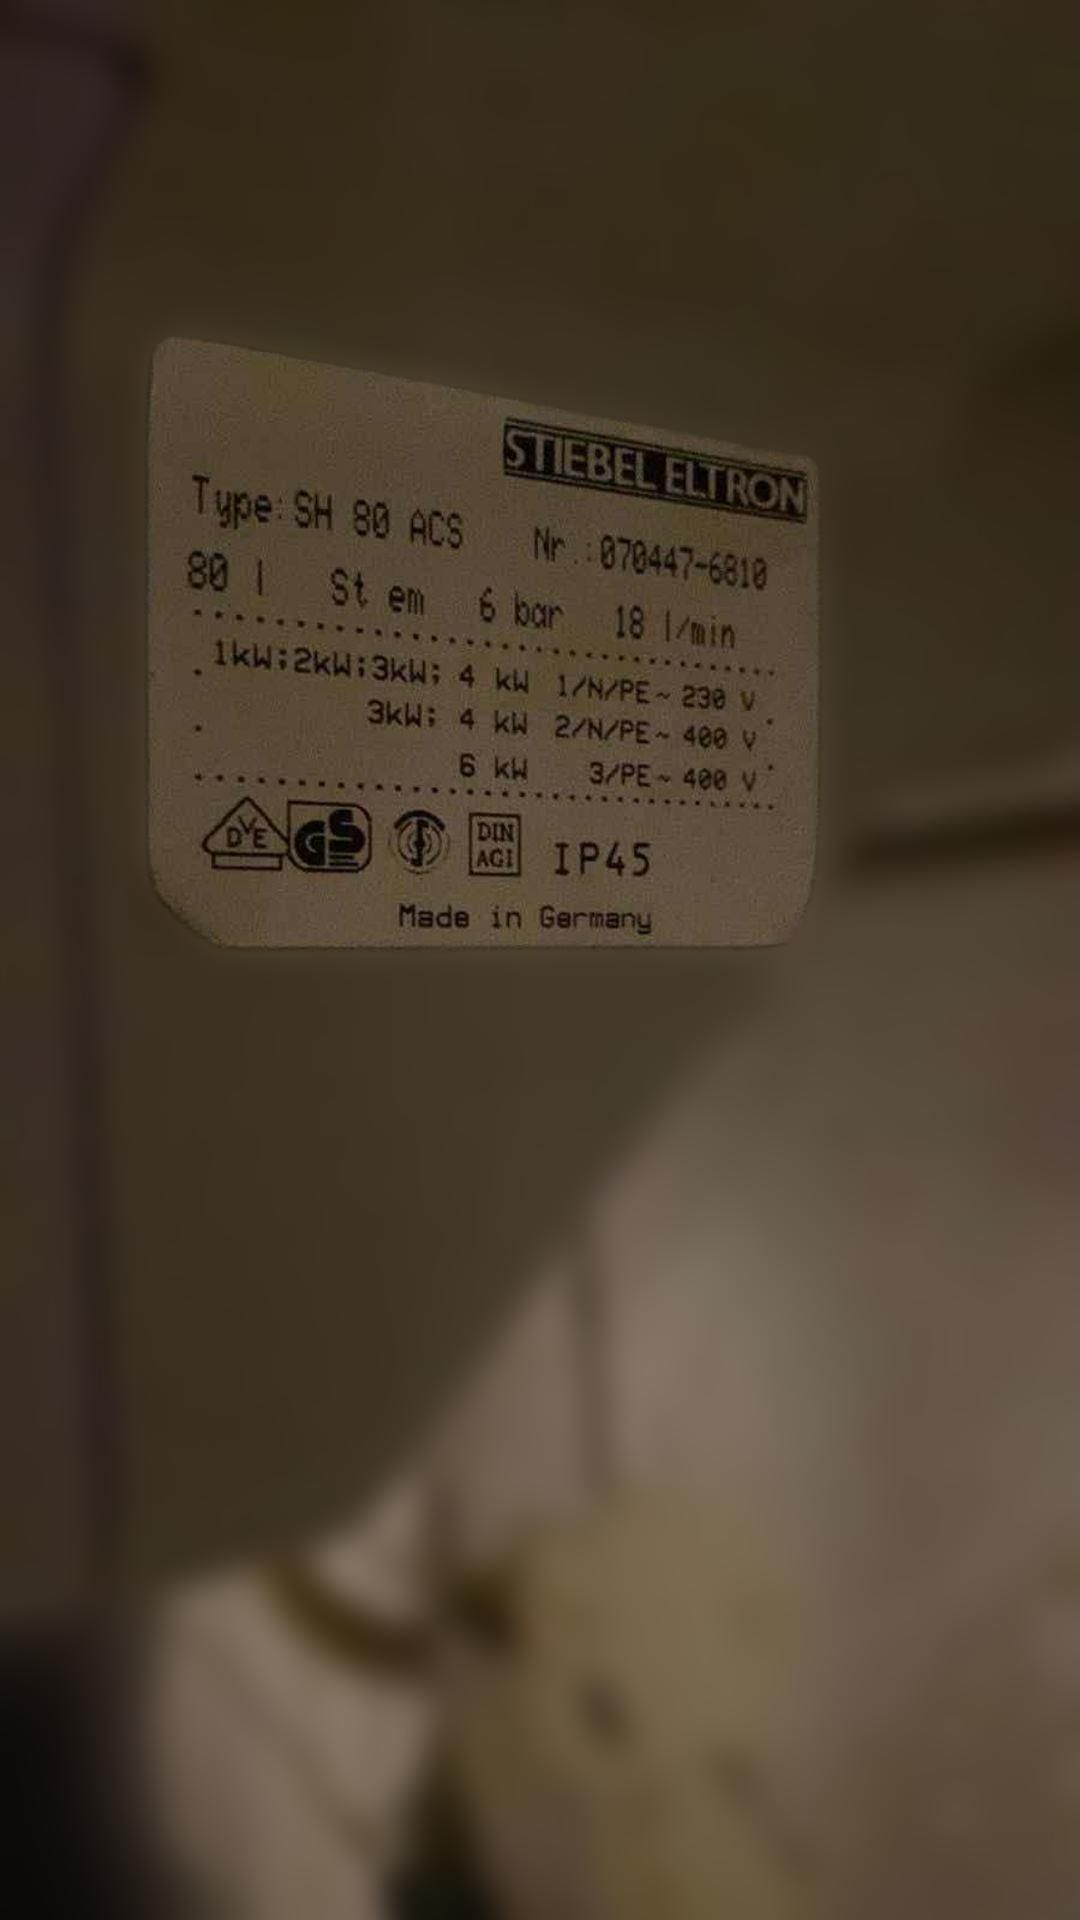 STIEBEL ELTRON
Type: SH 80 ACS Nr.: 070447-6810
80 l St em 6 bar 18 l/min
1kW; 2kW; 3kW; 4 kW 1/N/PE~ 230 V
3kW; 4 kW 2/N/PE~ 400 V
6 kW 3/PE~ 400 V
DVE GS DIN AGI IP45
Made in Germany